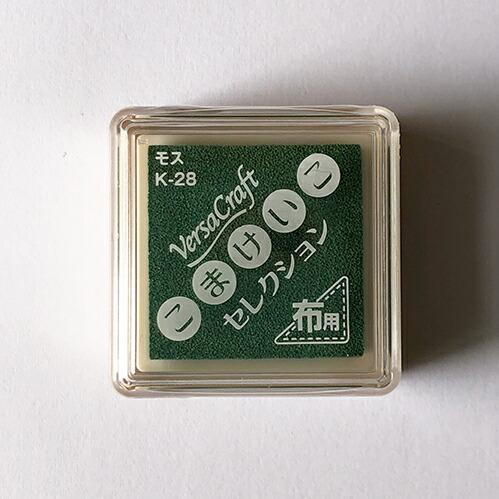 モス
K-28
VersaCraft
こまけいこ
セレクション
布用